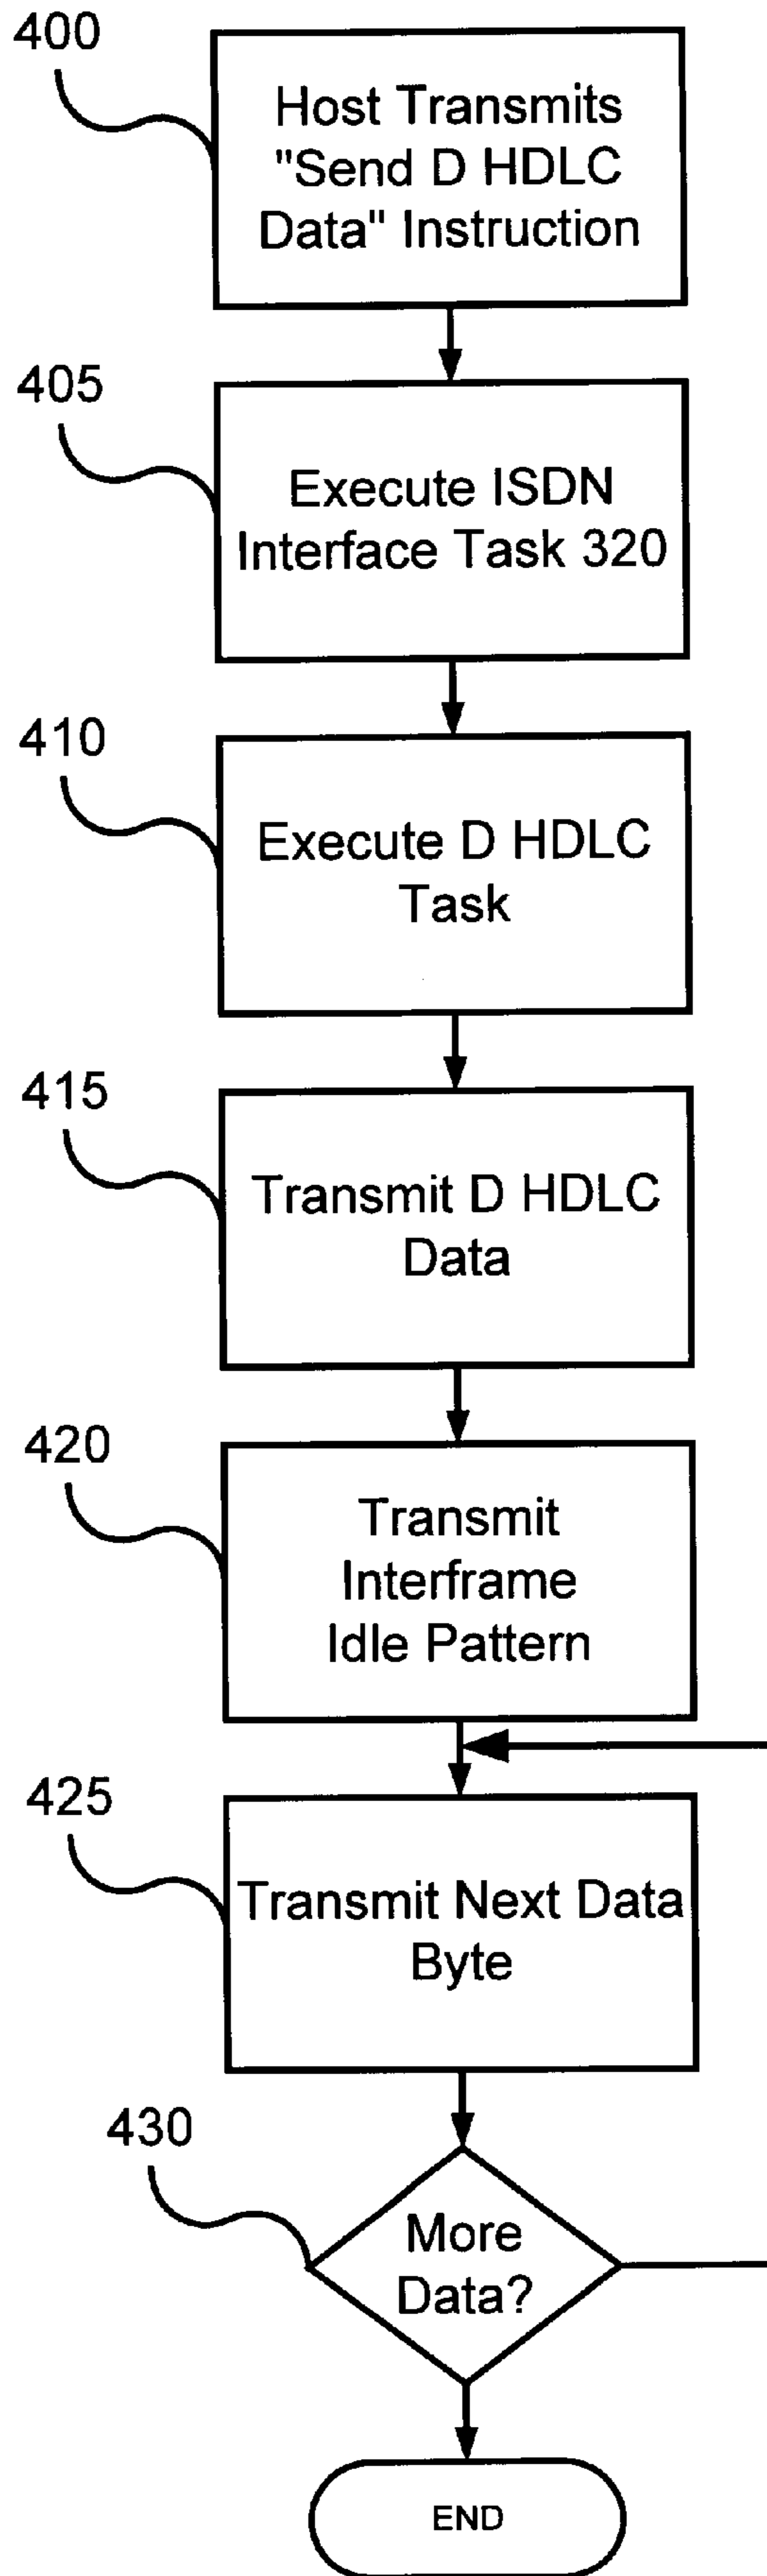 400
Host Transmits
"Send D HDLC
Data" Instruction
405
Execute ISDN
Interface Task 320
410
Execute D HDLC
Task
415
Transmit D HDLC
Data
420
Transmit
Interframe
Idle Pattern
425
Transmit Next Data
Byte
430
More
Data?
END